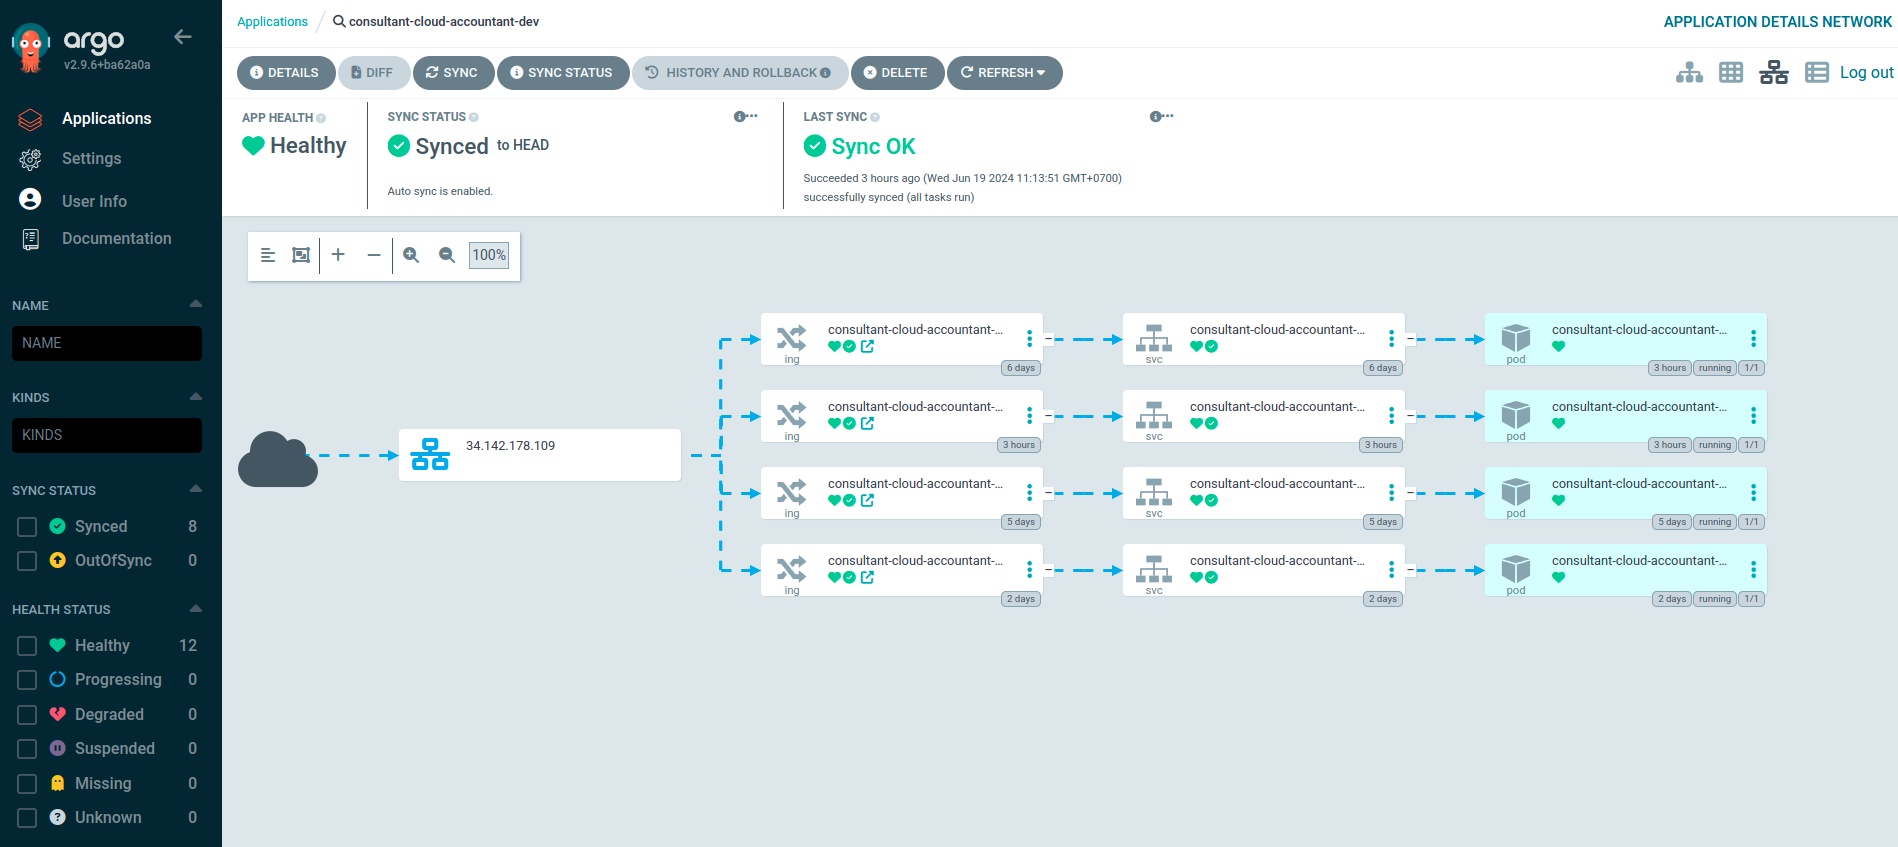 argo
v2.9.6+ba62a0a
Applications
Settings
User Info
Documentation
NAME
NAME
KINDS
KINDS
SYNC STATUS
Synced 8
OutOfSync 0
HEALTH STATUS
Healthy 12
Progressing 0
Degraded 0
Suspended 0
Missing 0
Unknown 0
Applications / consultant-cloud-accountant-dev
APPLICATION DETAILS NETWORK
DETAILS DIFF SYNC SYNC STATUS HISTORY AND ROLLBACK DELETE REFRESH
Log out
APP HEALTH
Healthy
SYNC STATUS
Synced to HEAD
Auto sync is enabled.
LAST SYNC
Sync OK
Succeeded 3 hours ago (Wed Jun 19 2024 11:13:51 GMT+0700)
successfully synced (all tasks run)
100%
34.142.178.109
consultant-cloud-accountant-...
ing
6 days
consultant-cloud-accountant-...
svc
6 days
consultant-cloud-accountant-...
pod
3 hours running 1/1
consultant-cloud-accountant-...
ing
3 hours
consultant-cloud-accountant-...
svc
3 hours
consultant-cloud-accountant-...
pod
3 hours running 1/1
consultant-cloud-accountant-...
ing
5 days
consultant-cloud-accountant-...
svc
5 days
consultant-cloud-accountant-...
pod
5 days running 1/1
consultant-cloud-accountant-...
ing
2 days
consultant-cloud-accountant-...
svc
2 days
consultant-cloud-accountant-...
pod
2 days running 1/1